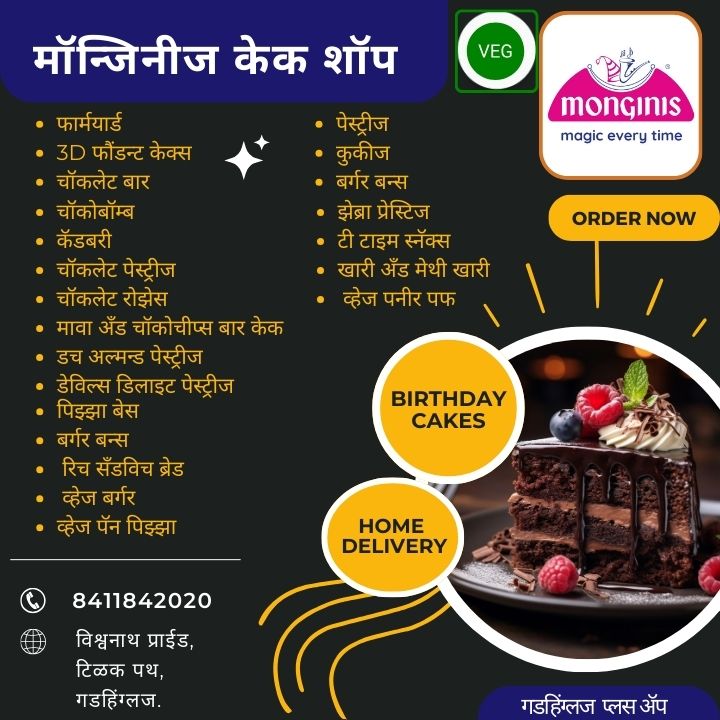 मॉन्जिनीज केक शॉप
VEG
MONGINIS
®
magic every time
फार्मयार्ड
3D फौंडन्ट केक्स
चॉकलेट बार
चॉकोबॉम्ब
कॅडबरी
चॉकलेट पेस्ट्रीज
चॉकलेट रोझेस
मावा अँड चॉकोचीप्स बार केक
डच अल्मन्ड पेस्ट्रीज
डेविल्स डिलाइट पेस्ट्रीज
पिझ्झा बेस
बर्गर बन्स
रिच सँडविच ब्रेड
व्हेज बर्गर
व्हेज पॅन पिझ्झा
पेस्ट्रीज
कुकीज
बर्गर बन्स
झेब्रा प्रेस्टिज
टी टाइम स्नॅक्स
खारी अँड मेथी खारी
व्हेज पनीर पफ
ORDER NOW
BIRTHDAY
CAKES
HOME
DELIVERY
8411842020
विश्वनाथ प्राईड,
टिळक पथ,
गडहिंग्लज.
गडहिंग्लज प्लस ॲप